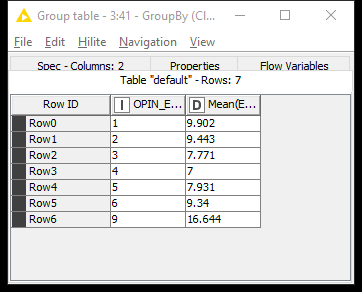 Group table - 3:41 - GroupBy (Cl...
File Edit Hilite Navigation View
Spec - Columns: 2 Properties Flow Variables
Table "default" - Rows: 7
Row ID I OPIN_E... D Mean(E...
Row0 1 9.902
Row1 2 9.443
Row2 3 7.771
Row3 4 7
Row4 5 7.931
Row5 6 9.34
Row6 9 16.644